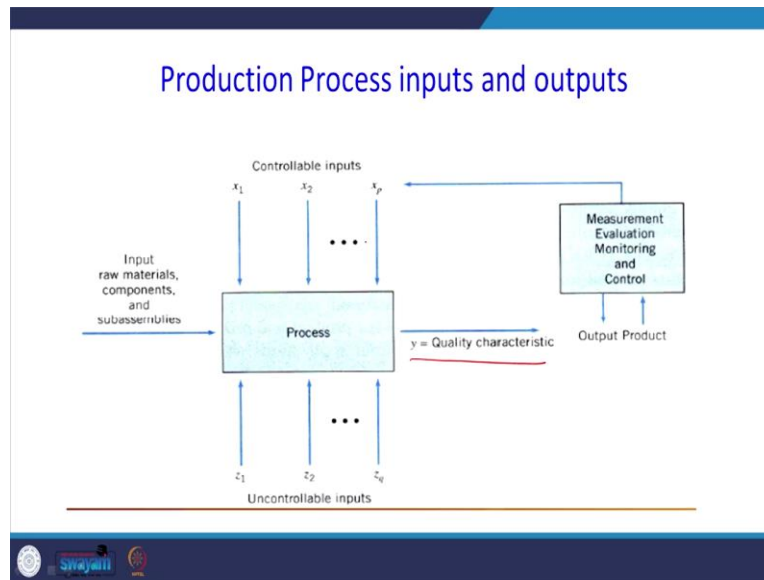 Production Process inputs and outputs
Controllable inputs
x1 x2 xp
Measurement
Evaluation
Monitoring
and
Control
Input
raw materials,
components,
and
subassemblies
Process
y = Quality characteristic
Output Product
z1 z2 zq
Uncontrollable inputs
swayam